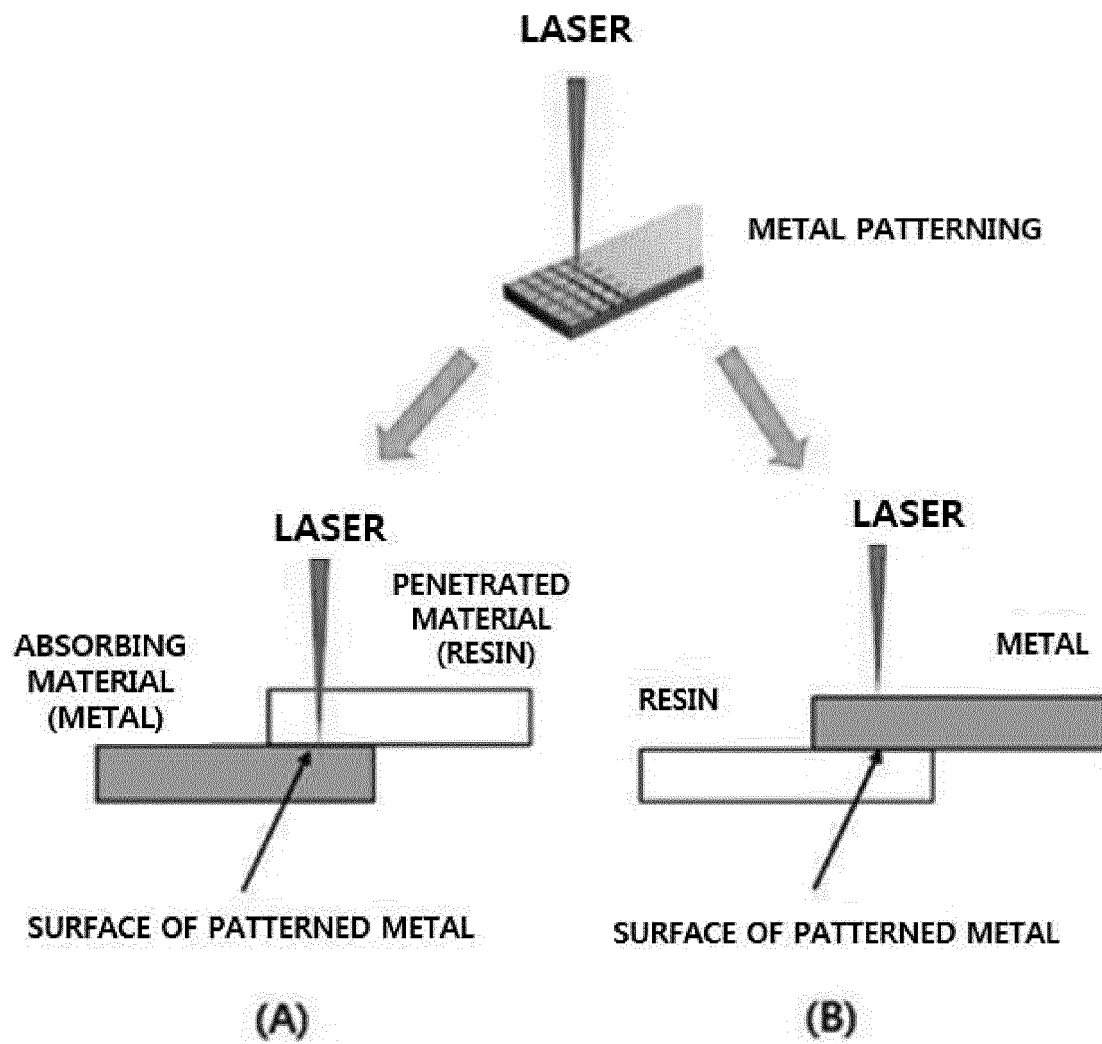 LASER
METAL PATTERNING
LASER
PENETRATED
MATERIAL
(RESIN)
ABSORBING
MATERIAL
(METAL)
SURFACE OF PATTERNED METAL
(A)
LASER
METAL
RESIN
SURFACE OF PATTERNED METAL
(B)